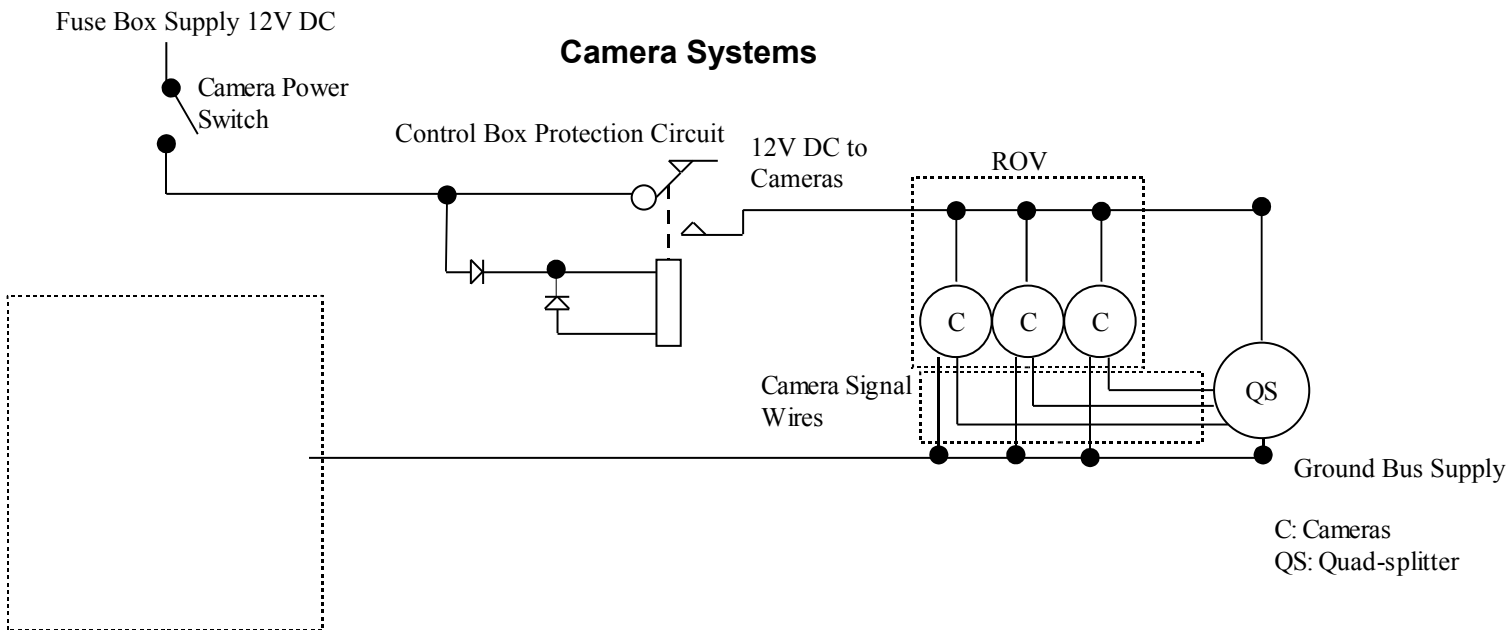 Fuse Box Supply 12V DC
Camera Systems
Camera Power
Switch
Control Box Protection Circuit
12V DC to
Cameras
ROV
C
C
C
QS
Camera Signal
Wires
Ground Bus Supply
C: Cameras
QS: Quad-splitter